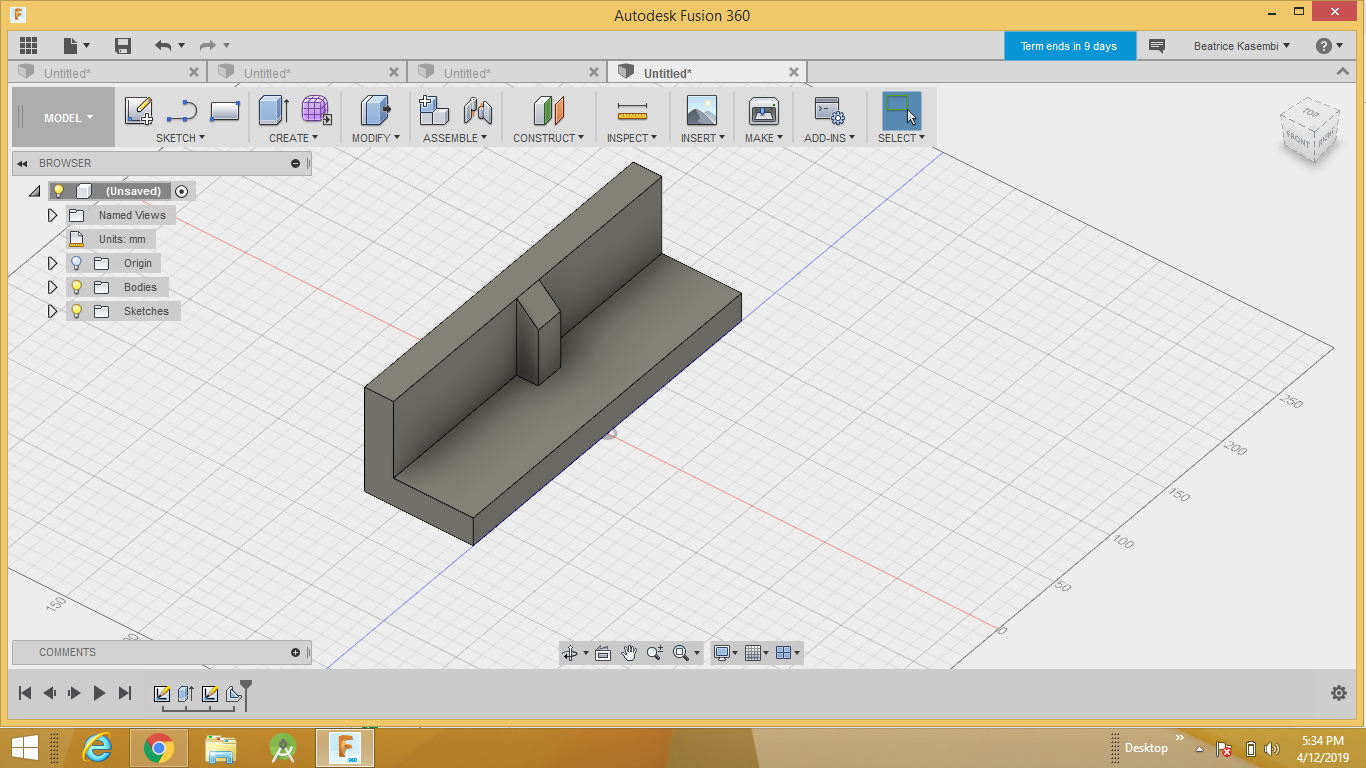 Autodesk Fusion 360
Term ends in 9 days
Beatrice Kasembi
Untitled*
Untitled*
Untitled*
Untitled*
MODEL
SKETCH
CREATE
MODIFY
ASSEMBLE
CONSTRUCT
INSPECT
INSERT
MAKE
ADD-INS
SELECT
TOP
FRONT
RIGHT
BROWSER
(Unsaved)
Named Views
Units: mm
Origin
Bodies
Sketches
250
200
150
100
50
0
150
COMMENTS
360
Desktop
5:34 PM
4/12/2019